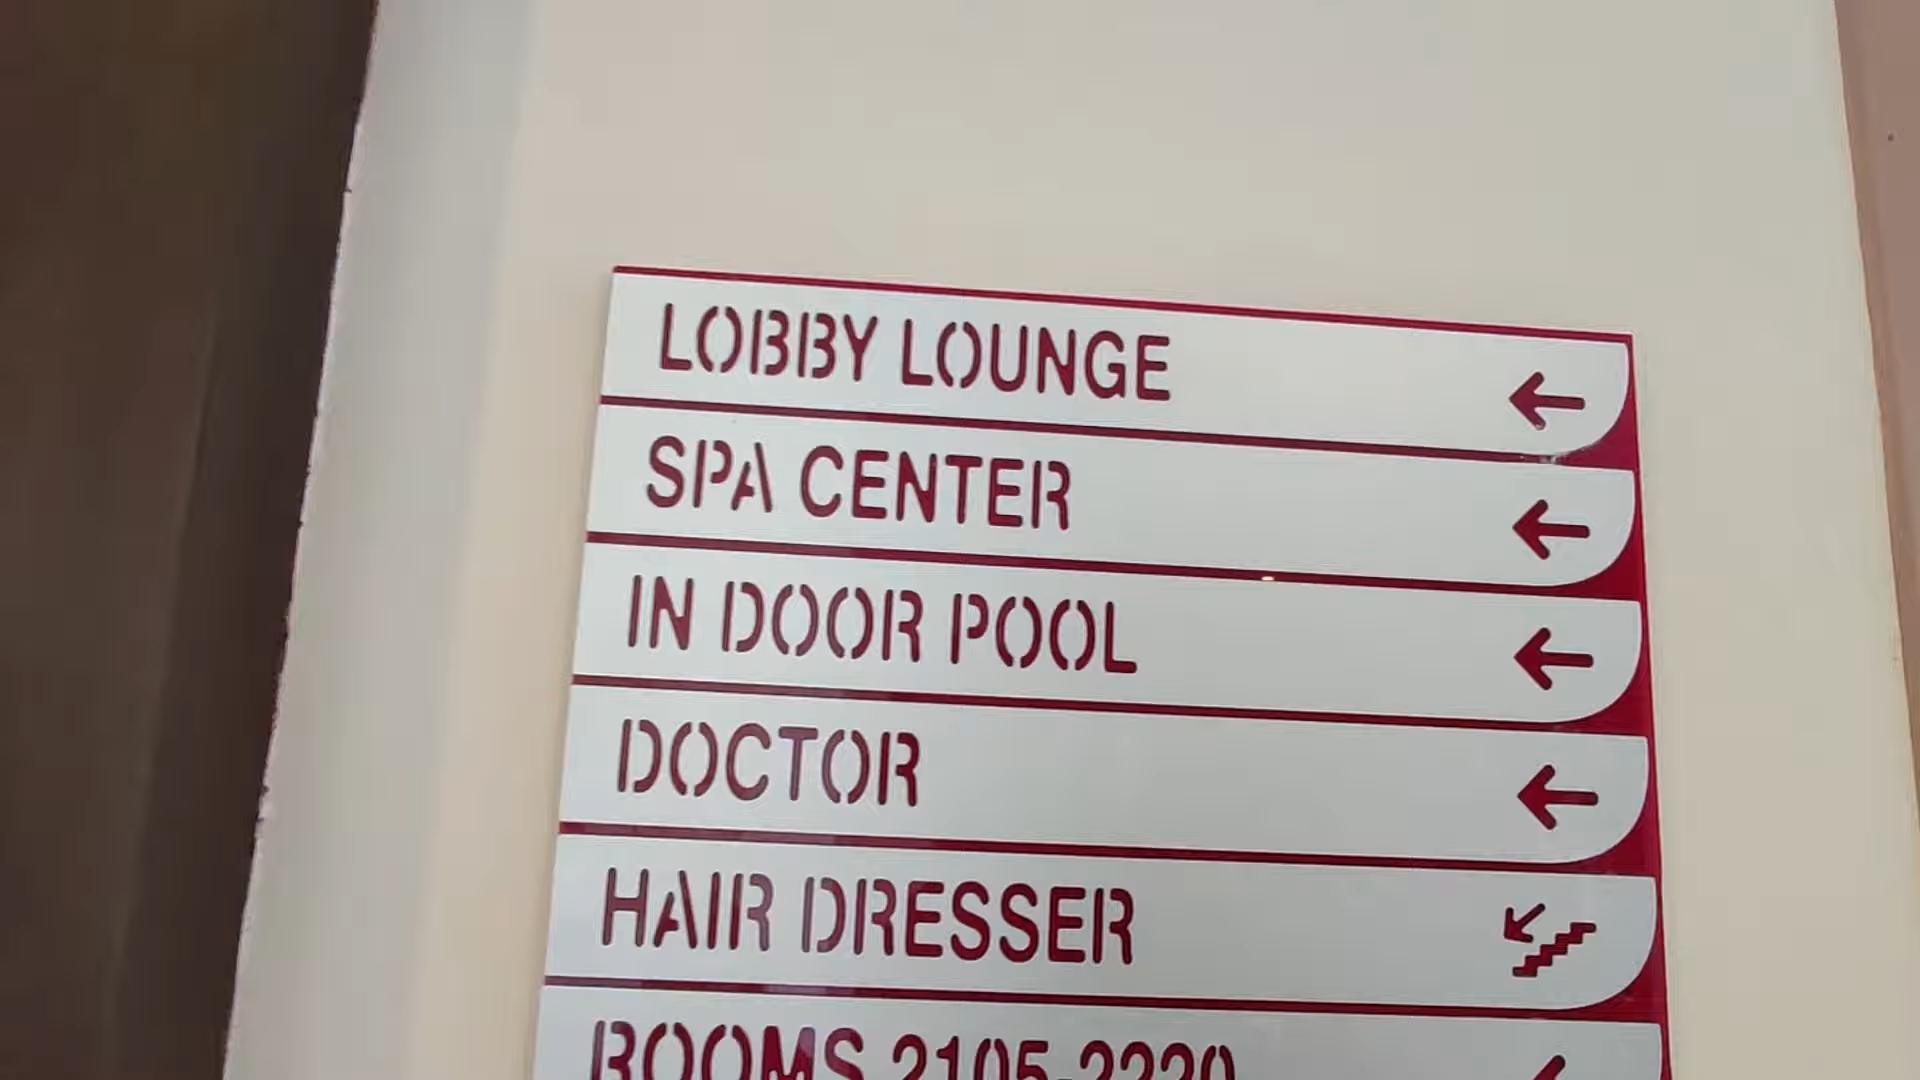 LOBBY LOUNGE
SPA CENTER
IN DOOR POOL
DOCTOR
HAIR DRESSER
ROOMS 2105-2220